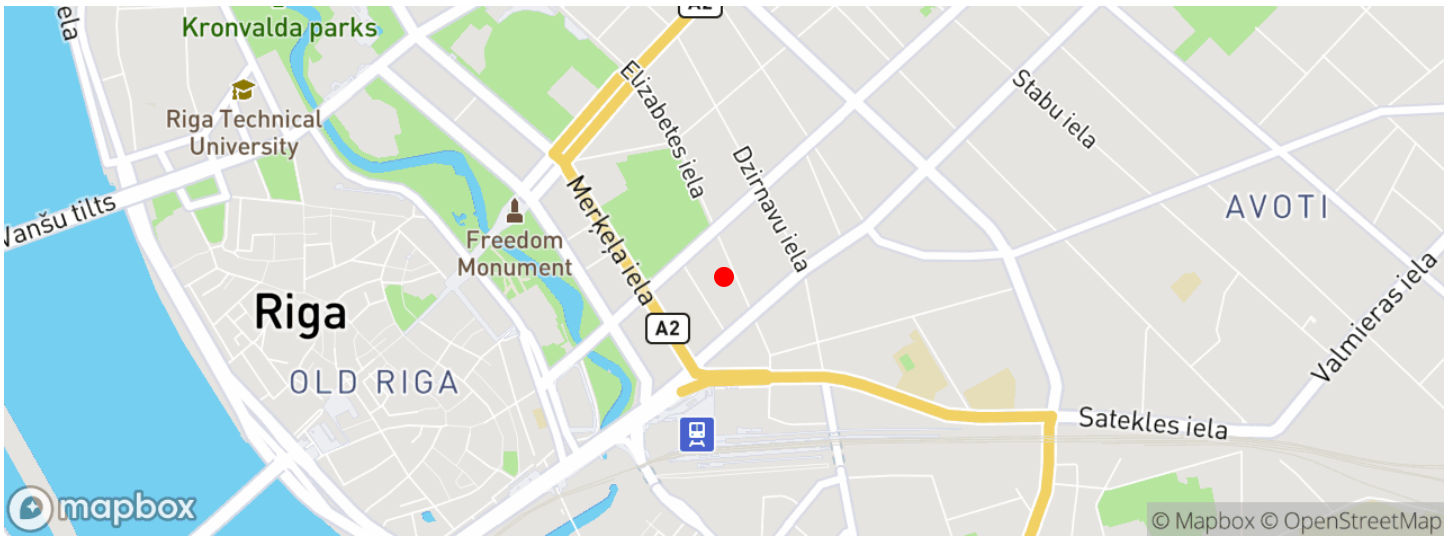 A2
Kronvalda parks
ela
Elizabetes iela
Stabu iela
Riga Technical
University
Dzirnavu iela
Merķeļa iela
Vanšu tilts
AVOTI
Freedom
Monument
Riga
A2
Valmieras iela
OLD RIGA
Satekles iela
mapbox
© Mapbox © OpenStreetMap